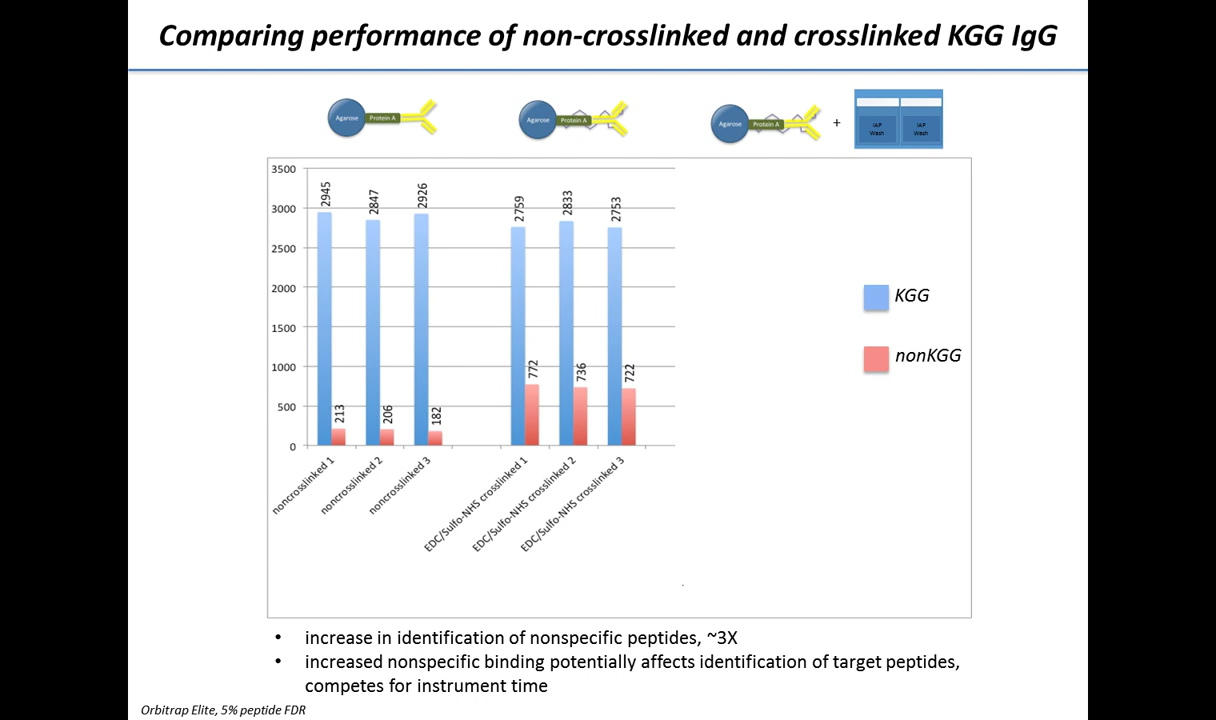 Comparing performance of non-crosslinked and crosslinked KGG IgG
Agarose Protein A
Agarose Protein A
Agarose Protein A
+
IAP Wash
IAP Wash
3500
3000
2500
2000
1500
1000
500
0
2945
213
2847
206
2926
182
2759
772
2833
736
2753
722
noncrosslinked 1
noncrosslinked 2
noncrosslinked 3
EDC/Sulfo-NHS crosslinked 1
EDC/Sulfo-NHS crosslinked 2
EDC/Sulfo-NHS crosslinked 3
KGG
nonKGG
• increase in identification of nonspecific peptides, ~3X
• increased nonspecific binding potentially affects identification of target peptides,
competes for instrument time
Orbitrap Elite, 5% peptide FDR